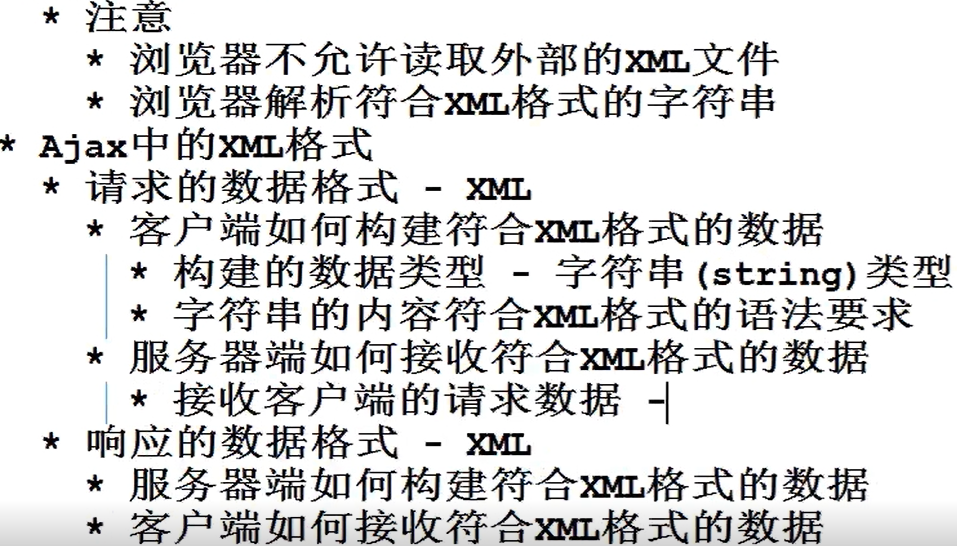 * 注意
* 浏览器不允许读取外部的XML文件
* 浏览器解析符合XML格式的字符串
* Ajax中的XML格式
* 请求的数据格式 - XML
* 客户端如何构建符合XML格式的数据
* 构建的数据类型 - 字符串(string)类型
* 字符串的内容符合XML格式的语法要求
* 服务器端如何接收符合XML格式的数据
* 接收客户端的请求数据 -
* 响应的数据格式 - XML
* 服务器端如何构建符合XML格式的数据
* 客户端如何接收符合XML格式的数据